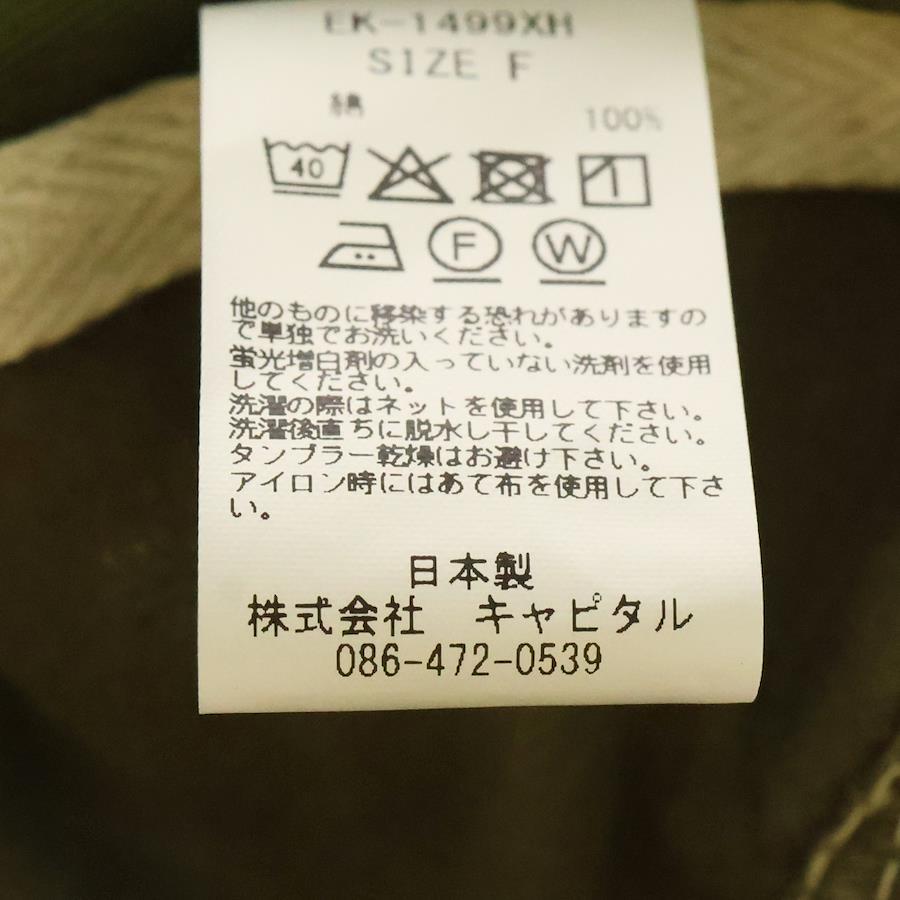 EK-1499XH
SIZE F
綿 100%
40
F W
他のものに移染する恐れがありますの
で単独でお洗いください。
蛍光増白剤の入っていない洗剤を使用
してください。
洗濯の際はネットを使用して下さい。
洗濯後直ちに脱水し干してください。
タンブラー乾燥はお避け下さい。
アイロン時にはあて布を使用して下さ
い。
日本製
株式会社 キャピタル
086-472-0539